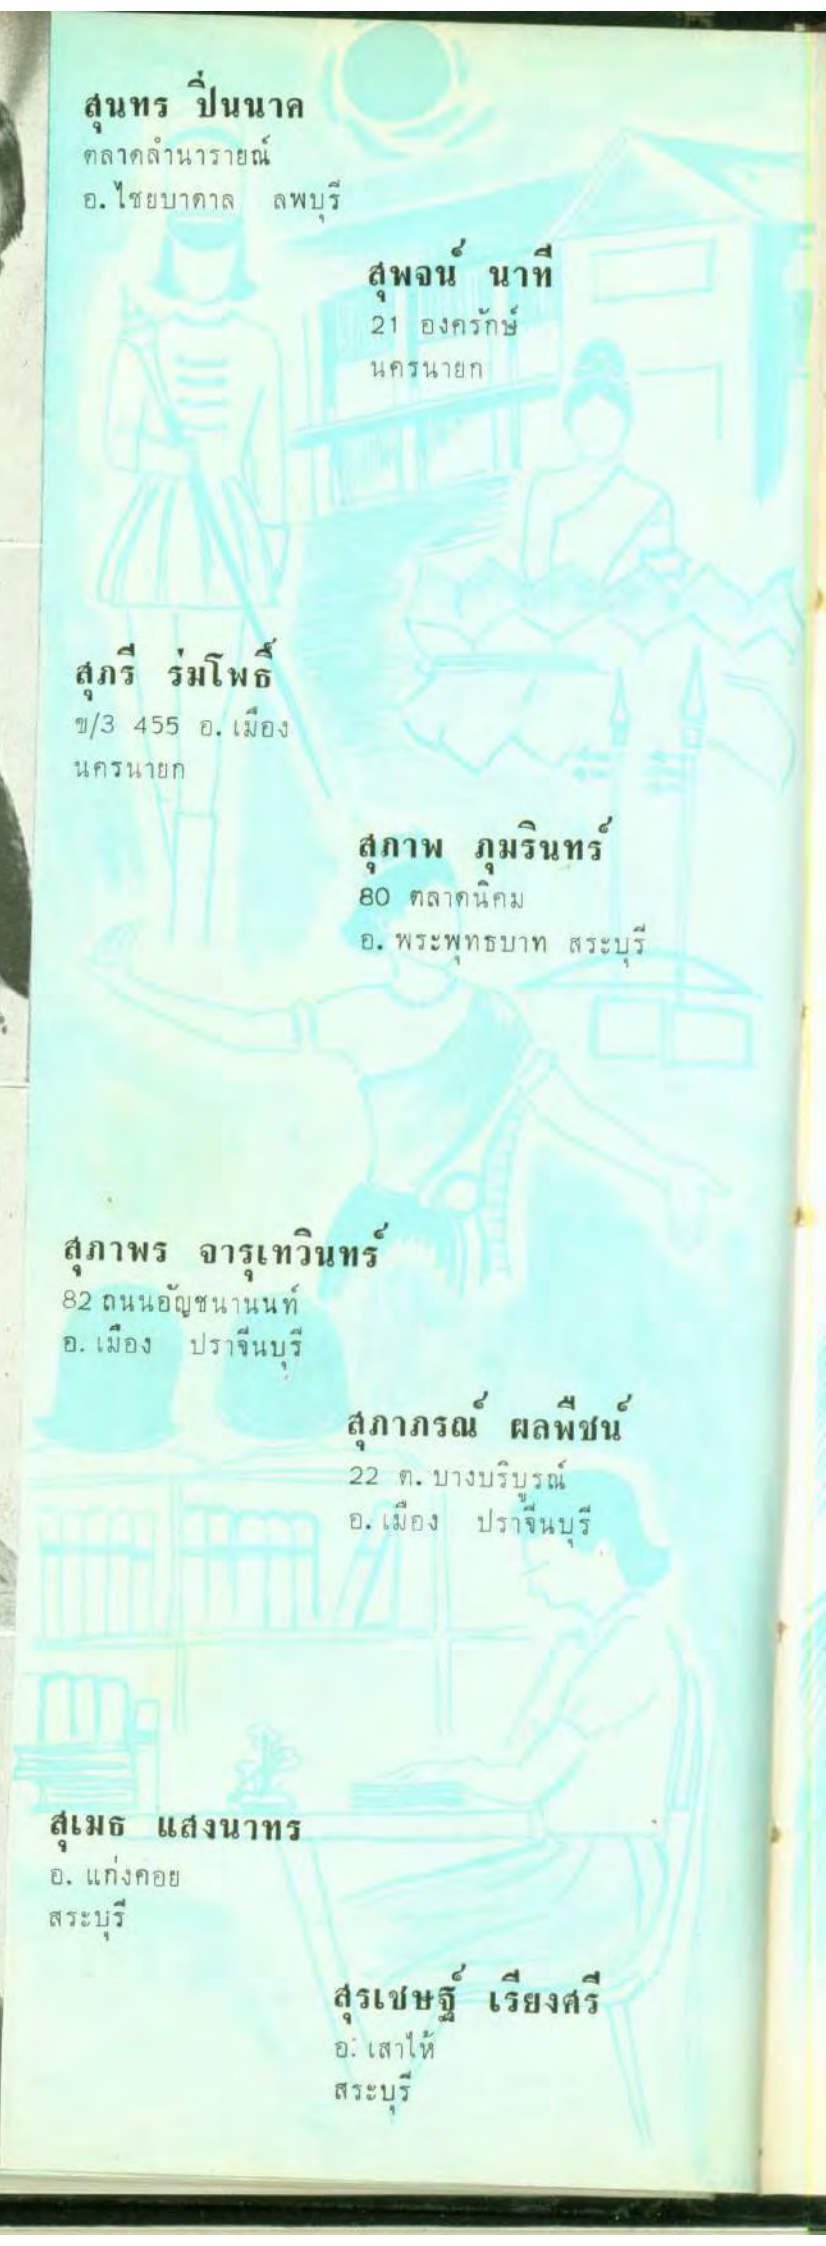 สุนทร ปิ่นนาค
ตลาดลำนารายณ์
อ. ไชยบาดาล ลพบุรี
สุพจน์ นาที
21 องครักษ์
นครนายก
สุภรี ร่มโพธิ์
ข/3 455 อ. เมือง
นครนายก
สุภาพ ภุมรินทร์
80 ตลาดนิคม
อ. พระพุทธบาท สระบุรี
สุภาพร จารุเทวินทร์
82 ถนนอัญชนานนท์
อ. เมือง ปราจีนบุรี
สุภาภรณ์ ผลพืชน์
22 ต. บางบริบูรณ์
อ. เมือง ปราจีนบุรี
สุเมธ แสงนาทร
อ. แก่งคอย
สระบุรี
สุรเชษฐ์ เรียงศรี
อ. เสาไห้
สระบุรี